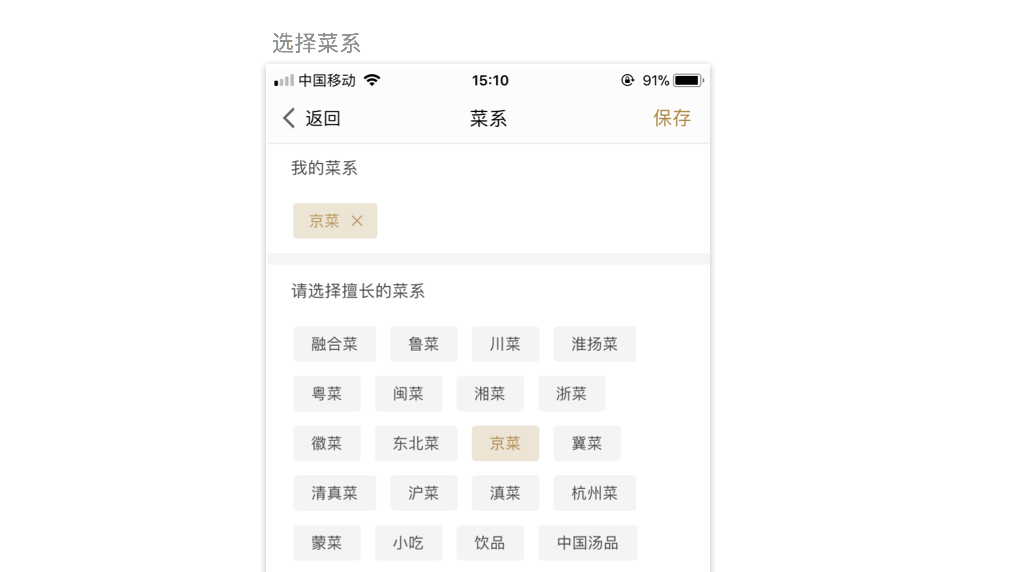 选择菜系
中国移动 15:10 91%
返回 菜系 保存
我的菜系
京菜 ×
请选择擅长的菜系
融合菜 鲁菜 川菜 淮扬菜
粤菜 闽菜 湘菜 浙菜
徽菜 东北菜 京菜 冀菜
清真菜 沪菜 滇菜 杭州菜
蒙菜 小吃 饮品 中国汤品